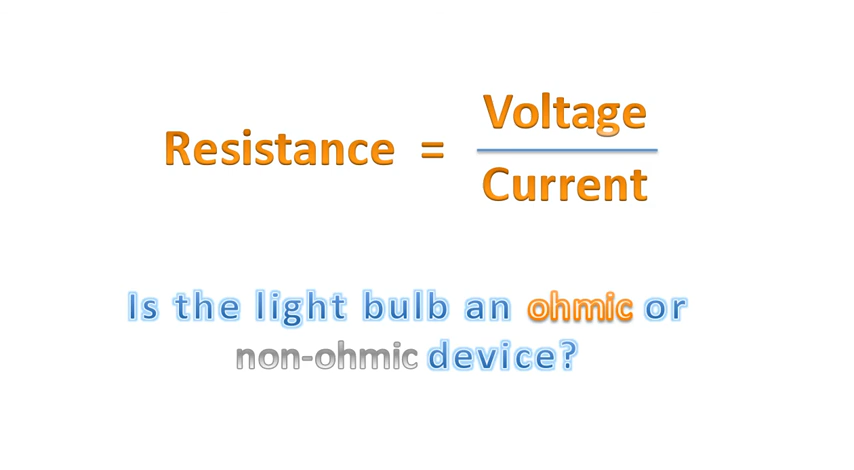 Voltage
Resistance =
Current
Is the light bulb an ohmic or
non-ohmic device?